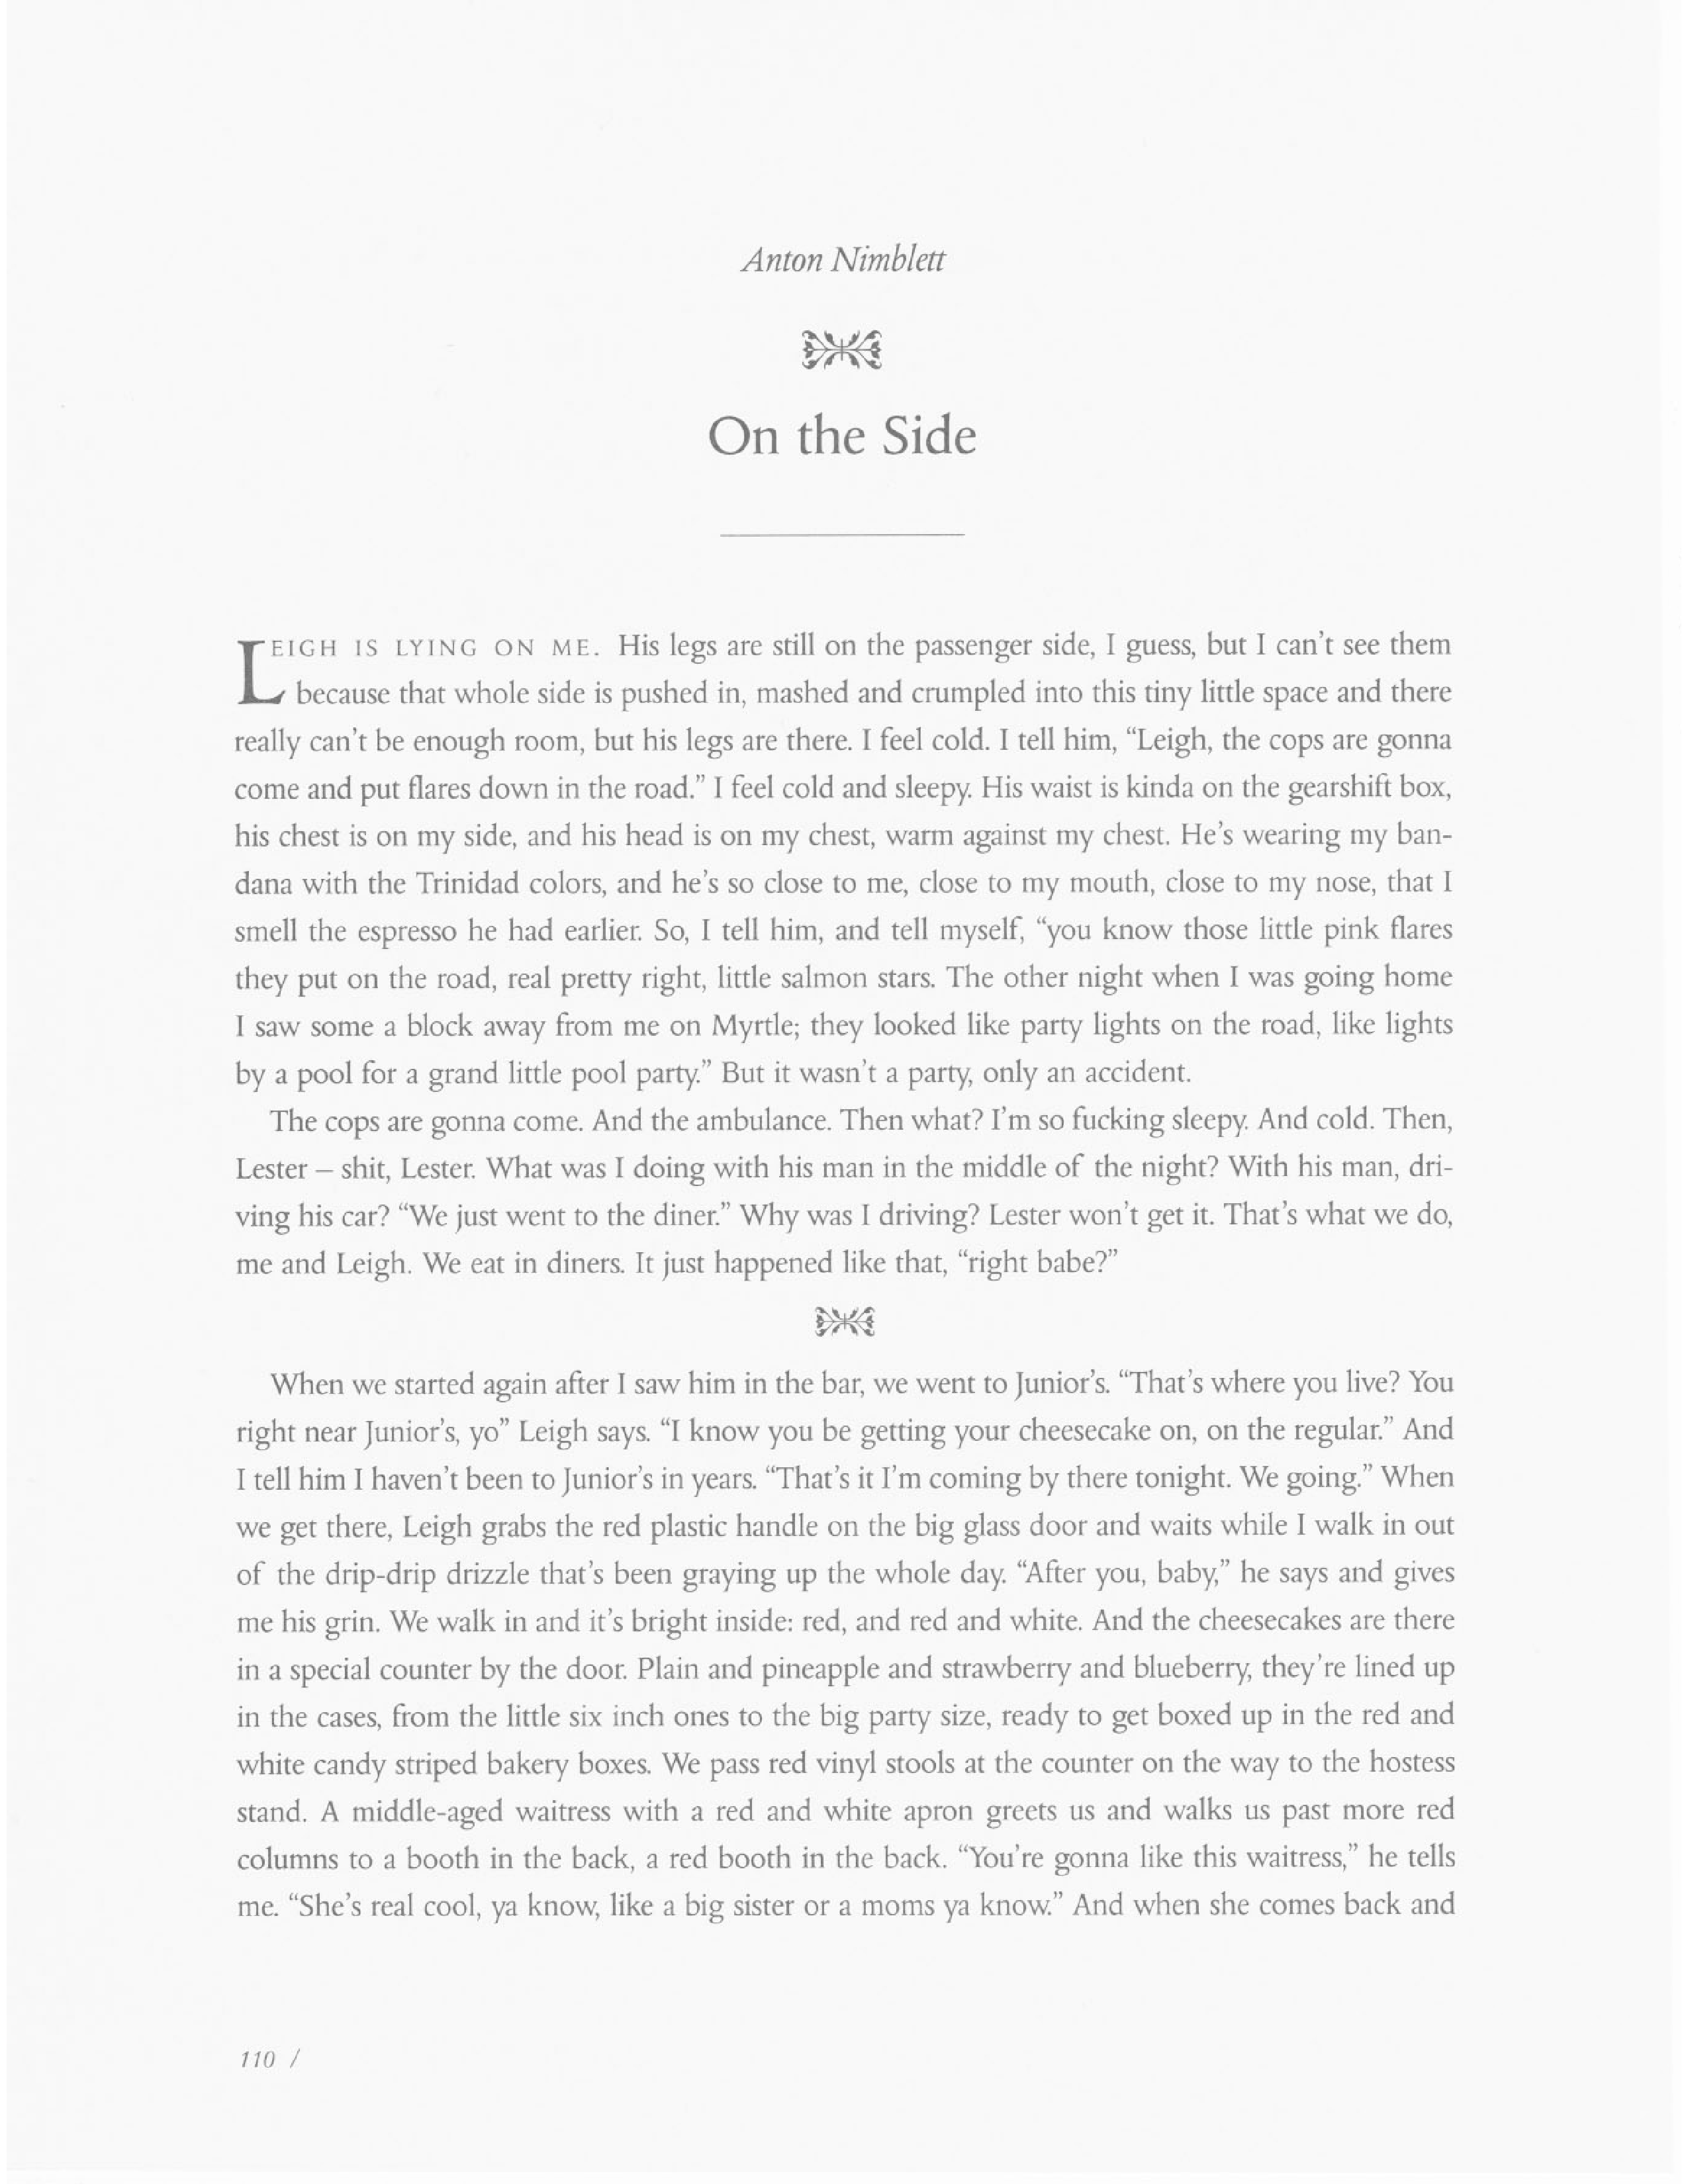 Anton Nimblett
On the Side
LEIGH IS LYING ON ME. His legs are still on the passenger side, I guess, but I can't see them
because that whole side is pushed in, mashed and crumpled into this tiny little space and there
really can't be enough room, but his legs are there. I feel cold. I tell him, “Leigh, the cops are gonna
come and put flares down in the road.” I feel cold and sleepy. His waist is kinda on the gearshift box,
his chest is on my side, and his head is on my chest, warm against my chest. He's wearing my ban-
dana with the Trinidad colors, and he's so close to me, close to my mouth, close to my nose, that I
smell the espresso he had earlier. So, I tell him, and tell myself, “you know those little pink flares
they put on the road, real pretty right, little salmon stars. The other night when I was going home
I saw some a block away from me on Myrtle; they looked like party lights on the road, like lights
by a pool for a grand little pool party.” But it wasn't a party, only an accident.
The cops are gonna come. And the ambulance. Then what? I'm so fucking sleepy. And cold. Then,
Lester – shit, Lester. What was I doing with his man in the middle of the night? With his man, dri-
ving his car? “We just went to the diner.” Why was I driving? Lester won't get it. That's what we do,
me and Leigh. We eat in diners. It just happened like that, “right babe?”
When we started again after I saw him in the bar, we went to Junior's. “That's where you live? You
right near Junior's, yo” Leigh says. “I know you be getting your cheesecake on, on the regular.” And
I tell him I haven't been to Junior's in years. “That's it I'm coming by there tonight. We going.” When
we get there, Leigh grabs the red plastic handle on the big glass door and waits while I walk in out
of the drip-drip drizzle that's been graying up the whole day. “After you, baby,” he says and gives
me his grin. We walk in and it's bright inside: red, and red and white. And the cheesecakes are there
in a special counter by the door. Plain and pineapple and strawberry and blueberry, they're lined up
in the cases, from the little six inch ones to the big party size, ready to get boxed up in the red and
white candy striped bakery boxes. We pass red vinyl stools at the counter on the way to the hostess
stand. A middle-aged waitress with a red and white apron greets us and walks us past more red
columns to a booth in the back, a red booth in the back. “You're gonna like this waitress,” he tells
me. “She's real cool, ya know, like a big sister or a moms ya know.” And when she comes back and
110 /